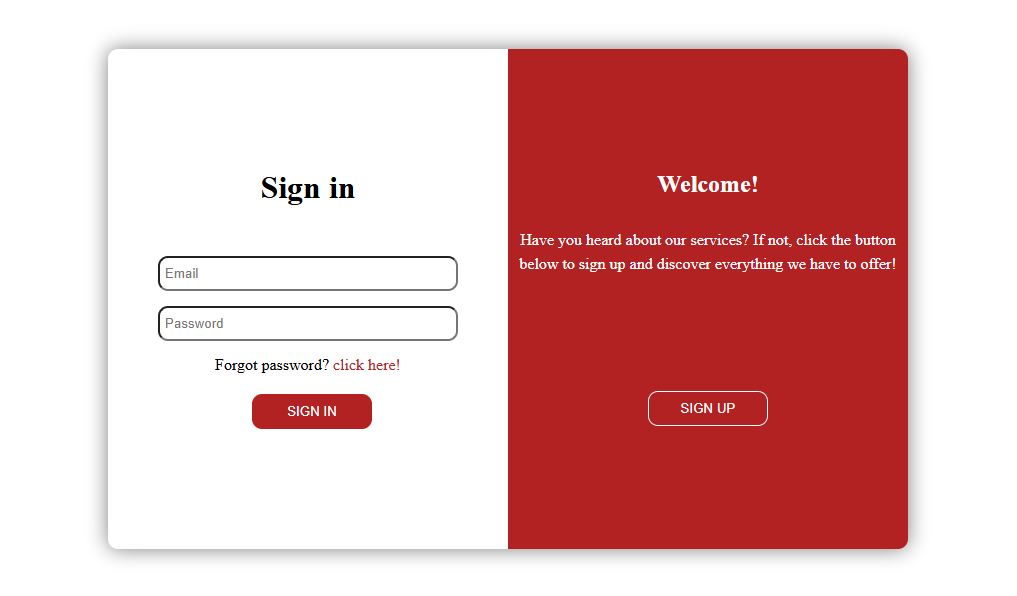 Sign in
Email
Password
Forgot password? click here!
SIGN IN
Welcome!
Have you heard about our services? If not, click the button
below to sign up and discover everything we have to offer!
SIGN UP